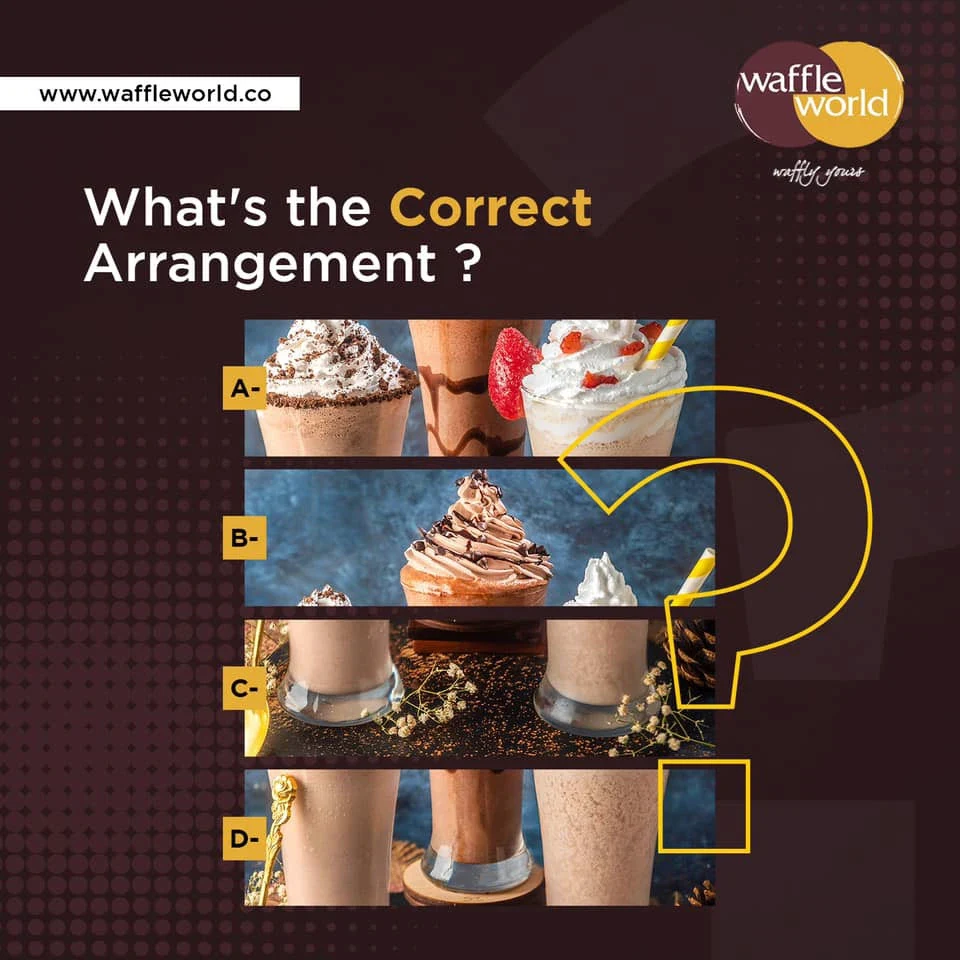 www.waffleworld.co
waffle
world
waffly yours
What's the Correct
Arrangement ?
A-
B-
C-
D-